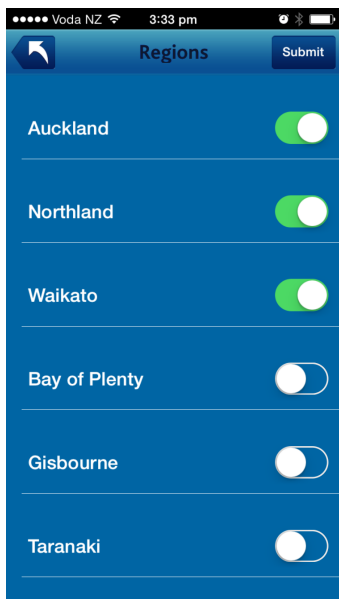 Voda NZ 3:33 pm
Regions Submit
Auckland
Northland
Waikato
Bay of Plenty
Gisbourne
Taranaki